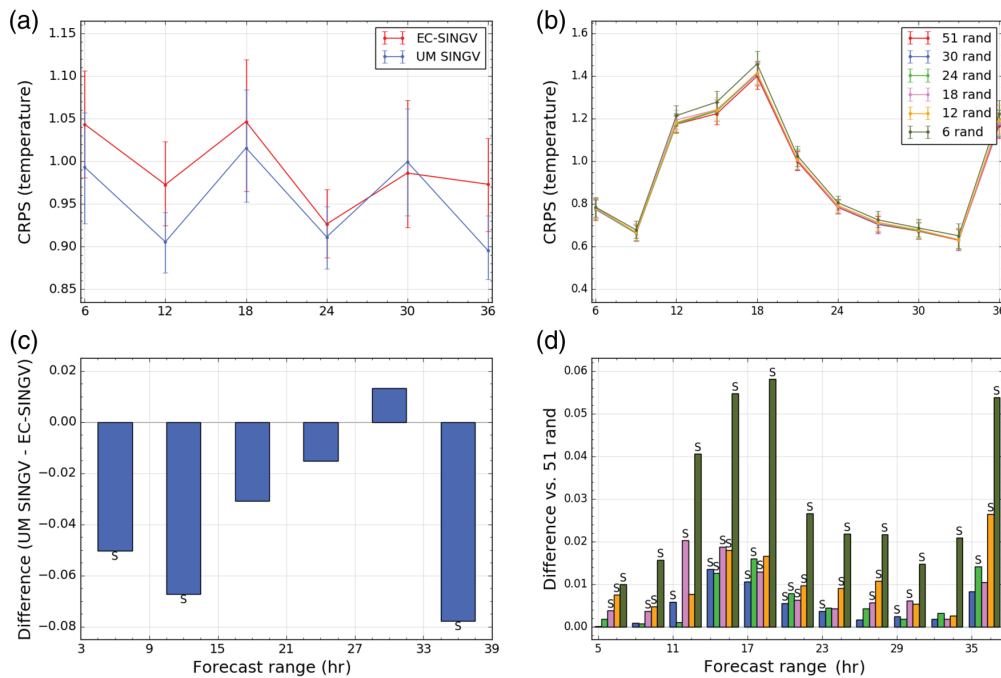 (a)
CRPS (temperature)
1.15
1.10
1.05
1.00
0.95
0.90
0.85
6 12 18 24 30 36
EC-SINGV
UM SINGV
(b)
CRPS (temperature)
1.6
1.4
1.2
1.0
0.8
0.6
0.4
6 12 18 24 30 36
51 rand
30 rand
24 rand
18 rand
12 rand
6 rand
(c)
Difference (UM SINGV - EC-SINGV)
0.02
0.00
−0.02
−0.04
−0.06
−0.08
S
S
S
3 9 15 21 27 33 39
Forecast range (hr)
(d)
Difference vs. 51 rand
0.06
0.05
0.04
0.03
0.02
0.01
0.00
S S S
S S S
S S S
S S S S S
S S S S
S S S S S
S S S
S S S
S S S
S
S S S
5 11 17 23 29 35
Forecast range (hr)